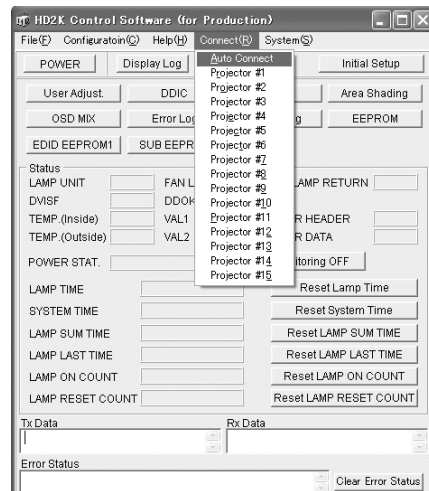 HD2K Control Software (for Production)
File(F) Configuratoin(C) Help(H) Connect(R) System(S)
POWER Display Log Initial Setup
Auto Connect
Projector #1
Projector #2
Projector #3
Projector #4
Projector #5
Projector #6
Projector #7
Projector #8
Projector #9
Projector #10
Projector #11
Projector #12
Projector #13
Projector #14
Projector #15
User Adjust. DDIC Area Shading
OSD MIX Error Log EEPROM
EDID EEPROM1 SUB EEPR
Status
LAMP UNIT FAN L LAMP RETURN
DVISF DDOK
TEMP.(Inside) VAL1 R HEADER
TEMP.(Outside) VAL2 R DATA
POWER STAT. itoring OFF
LAMP TIME Reset Lamp Time
SYSTEM TIME Reset System Time
LAMP SUM TIME Reset LAMP SUM TIME
LAMP LAST TIME Reset LAMP LAST TIME
LAMP ON COUNT Reset LAMP ON COUNT
LAMP RESET COUNT Reset LAMP RESET COUNT
Tx Data Rx Data
Error Status
Clear Error Status